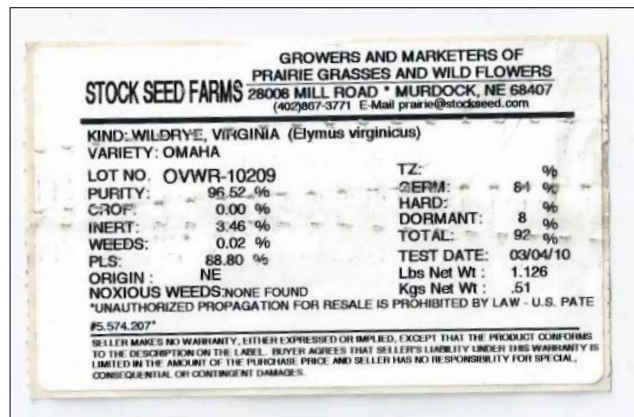 GROWERS AND MARKETERS OF
PRAIRIE GRASSES AND WILD FLOWERS
STOCK SEED FARMS 28008 MILL ROAD * MURDOCK, NE 68407
(402)867-3771 E-Mail prairie@stockseed.com
KIND: WILDRYE, VIRGINIA (Elymus virginicus)
VARIETY: OMAHA
LOT NO. OVWR-10209 TZ: %
PURITY: 96.52 % GERM: 84 %
CROP: 0.00 % HARD: %
INERT: 3.46 % DORMANT: 8 %
WEEDS: 0.02 % TOTAL: 92 %
PLS: 88.80 % TEST DATE: 03/04/10
ORIGIN : NE Lbs Net Wt : 1.126
NOXIOUS WEEDS:NONE FOUND Kgs Net Wt : .51
*UNAUTHORIZED PROPAGATION FOR RESALE IS PROHIBITED BY LAW - U.S. PATE
#5.574.207*
SELLER MAKES NO WARRANTY, EITHER EXPRESSED OR IMPLIED, EXCEPT THAT THE PRODUCT CONFORMS
TO THE DESCRIPTION ON THE LABEL. BUYER AGREES THAT SELLER'S LIABILITY UNDER THIS WARRANTY IS
LIMITED IN THE AMOUNT OF THE PURCHASE PRICE AND SELLER HAS NO RESPONSIBILITY FOR SPECIAL,
CONSEQUENTIAL OR CONTINGENT DAMAGES.